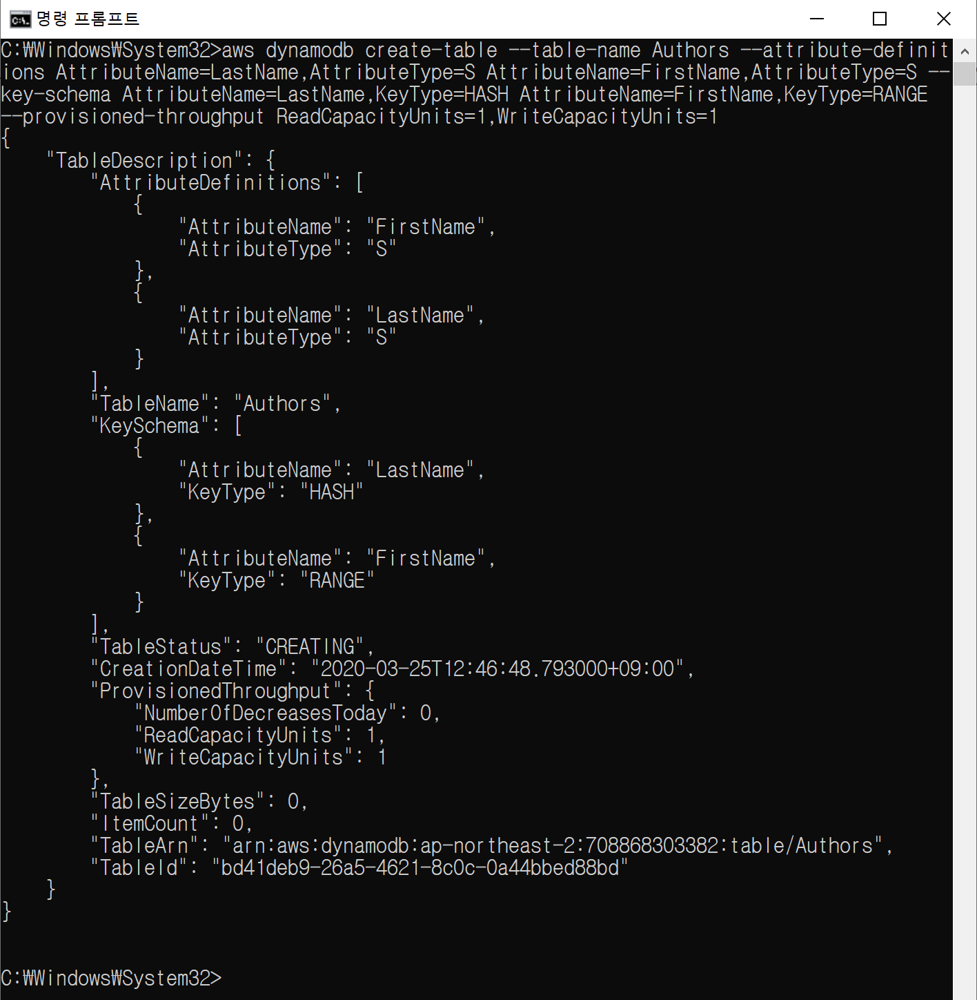 명령 프롬프트
C:₩Windows₩System32>aws dynamodb create-table --table-name Authors --attribute-definit
ions AttributeName=LastName,AttributeType=S AttributeName=FirstName,AttributeType=S --
key-schema AttributeName=LastName,KeyType=HASH AttributeName=FirstName,KeyType=RANGE
--provisioned-throughput ReadCapacityUnits=1,WriteCapacityUnits=1
{
    "TableDescription": {
        "AttributeDefinitions": [
            {
                "AttributeName": "FirstName",
                "AttributeType": "S"
            },
            {
                "AttributeName": "LastName",
                "AttributeType": "S"
            }
        ],
        "TableName": "Authors",
        "KeySchema": [
            {
                "AttributeName": "LastName",
                "KeyType": "HASH"
            },
            {
                "AttributeName": "FirstName",
                "KeyType": "RANGE"
            }
        ],
        "TableStatus": "CREATING",
        "CreationDateTime": "2020-03-25T12:46:48.793000+09:00",
        "ProvisionedThroughput": {
            "NumberOfDecreasesToday": 0,
            "ReadCapacityUnits": 1,
            "WriteCapacityUnits": 1
        },
        "TableSizeBytes": 0,
        "ItemCount": 0,
        "TableArn": "arn:aws:dynamodb:ap-northeast-2:708868303382:table/Authors",
        "TableId": "bd41deb9-26a5-4621-8c0c-0a44bbed88bd"
    }
}
C:₩Windows₩System32>